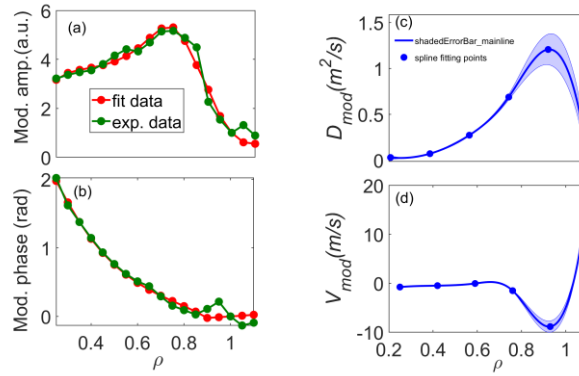 (a)
Mod. amp.(a.u.)
6
4
2
0
fit data
exp. data
(b)
Mod. phase (rad)
2
1
0
0.4 0.6 0.8 1
ρ
(c)
D_mod(m²/s)
1.5
1
0.5
0
shadedErrorBar_mainline
spline fitting points
(d)
V_mod(m/s)
20
10
0
-10
0.2 0.4 0.6 0.8 1
ρ